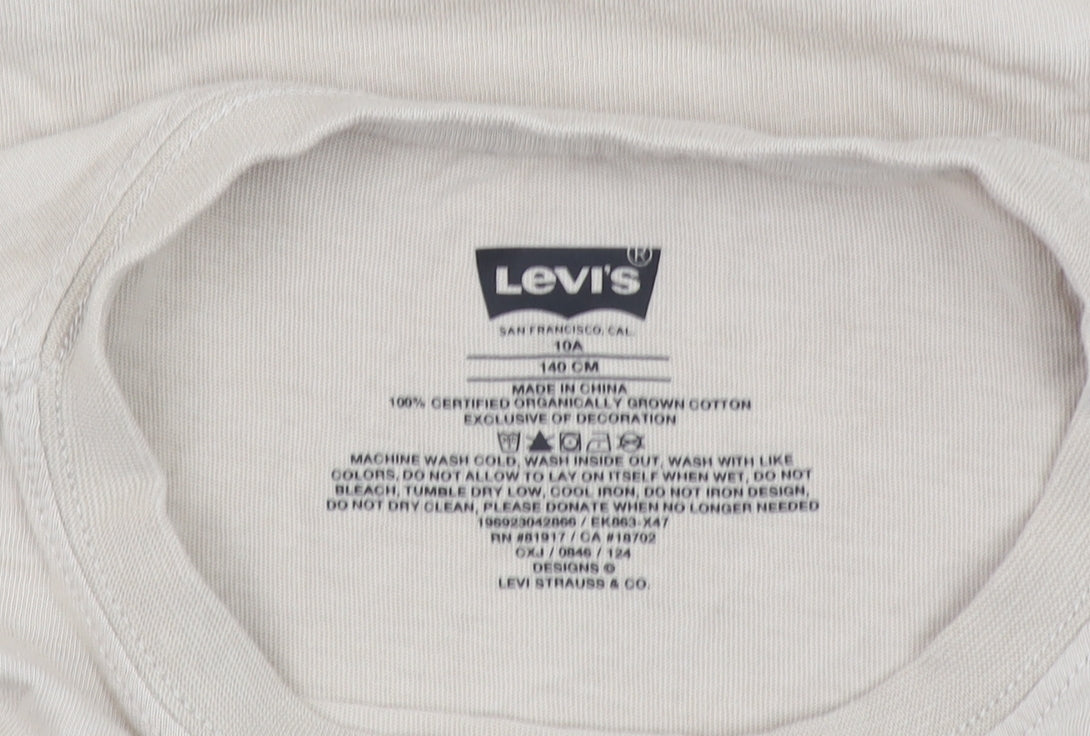 LEVI'S ®
SAN FRANCISCO, CAL.
10A
140 CM
MADE IN CHINA
100% CERTIFIED ORGANICALLY GROWN COTTON
EXCLUSIVE OF DECORATION
MACHINE WASH COLD, WASH INSIDE OUT, WASH WITH LIKE
COLORS, DO NOT ALLOW TO LAY ON ITSELF WHEN WET, DO NOT
BLEACH, TUMBLE DRY LOW, COOL IRON, DO NOT IRON DESIGN,
DO NOT DRY CLEAN, PLEASE DONATE WHEN NO LONGER NEEDED
196923042866 / EK863-X47
RN #81917 / CA #18702
CXJ / 0846 / 124
DESIGNS ©
LEVI STRAUSS & CO.